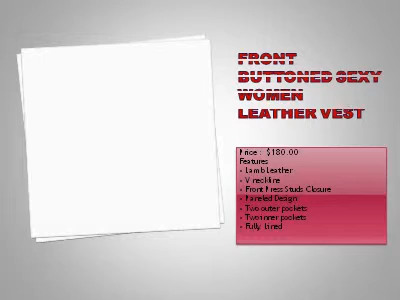 FRONT
BUTTONED SEXY
WOMEN
LEATHER VEST
Price : $180.00
Features
- Lamb Leather
- V neckline
- Front Press Studs Closure
- Paneled Design
- Two outer pockets
- Two inner pockets
- Fully Lined